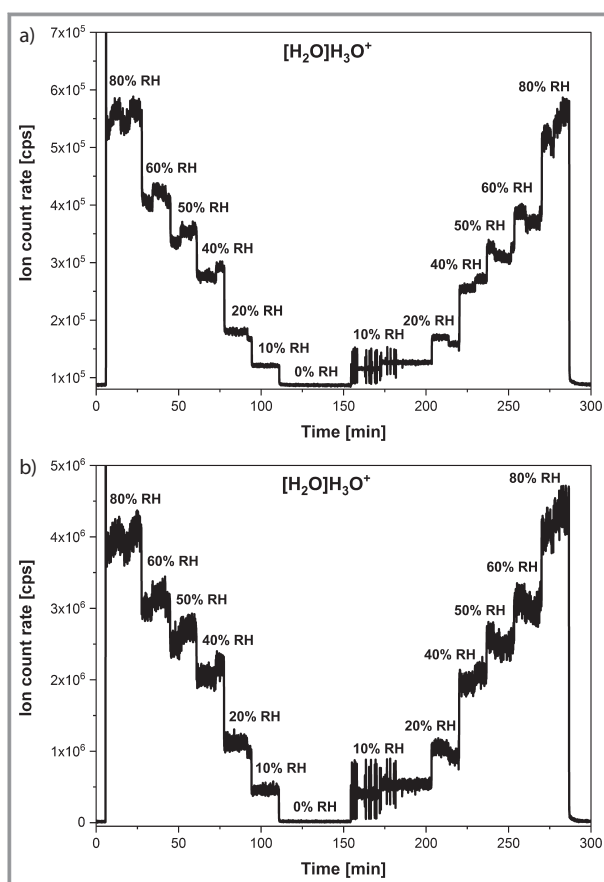 a)
[H₂O]H₃O⁺
Ion count rate [cps]
7x10⁵
6x10⁵
5x10⁵
4x10⁵
3x10⁵
2x10⁵
1x10⁵
80% RH
60% RH
50% RH
40% RH
20% RH
10% RH
0% RH
10% RH
20% RH
40% RH
50% RH
60% RH
80% RH
0 50 100 150 200 250 300
Time [min]
b)
[H₂O]H₃O⁺
Ion count rate [cps]
5x10⁶
4x10⁶
3x10⁶
2x10⁶
1x10⁶
0
80% RH
60% RH
50% RH
40% RH
20% RH
10% RH
0% RH
10% RH
20% RH
40% RH
50% RH
60% RH
80% RH
0 50 100 150 200 250 300
Time [min]